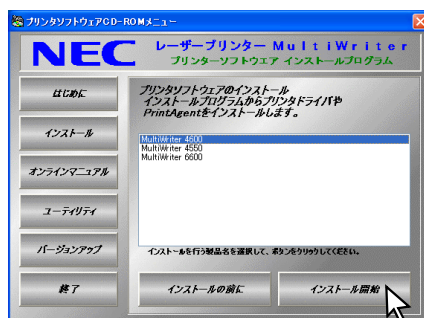 プリンタソフトウェアCD-ROMメニュー
NEC
レーザープリンター MultiWriter
プリンターソフトウエア インストールプログラム
はじめに
インストール
オンラインマニュアル
ユーティリティ
バージョンアップ
終了
プリンタソフトウェアのインストール
インストールプログラムからプリンタドライバや
PrintAgentをインストールします。
MultiWriter 4600
MultiWriter 4550
MultiWriter 6600
インストールを行う製品名を選択して、ボタンをクリックしてください。
インストールの前に
インストール開始